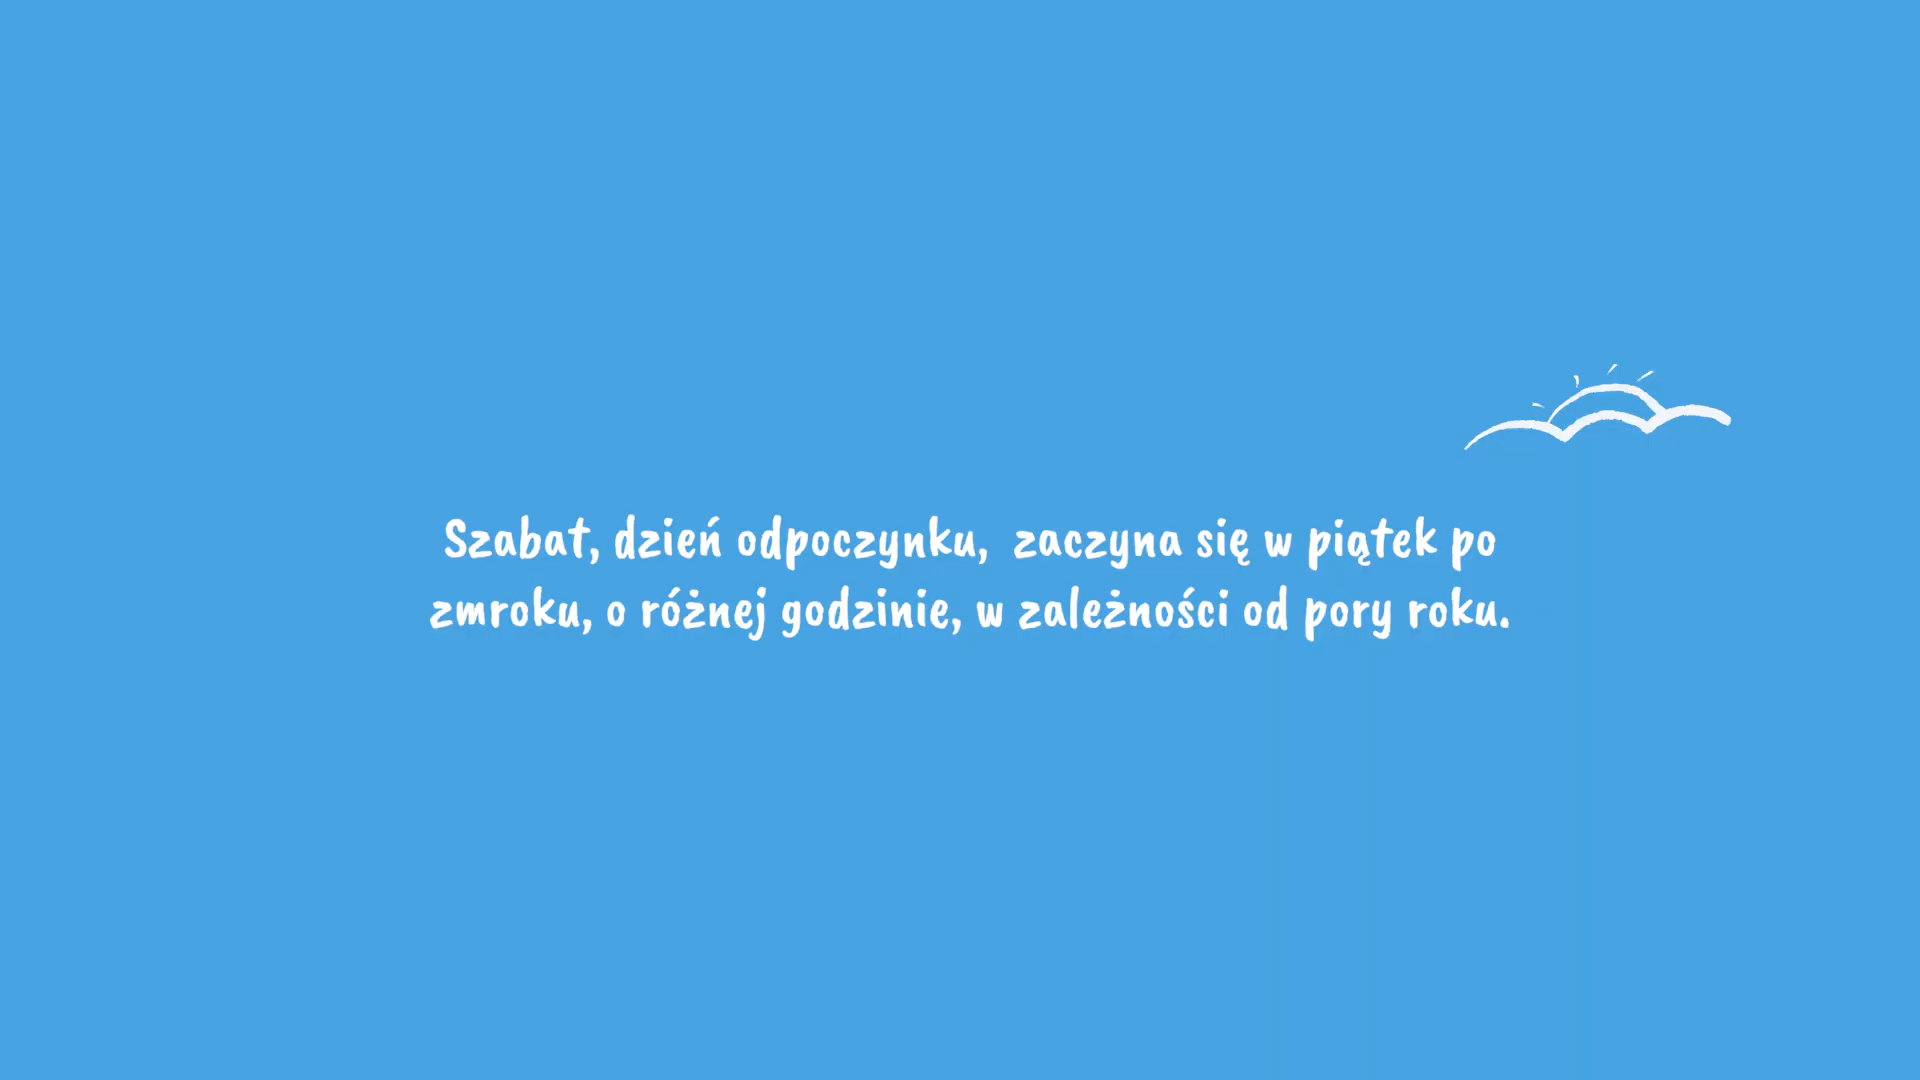 Szabat, dzień odpoczynku,  zaczyna się w piątek po
zmroku, o różnej godzinie, w zależności od pory roku.